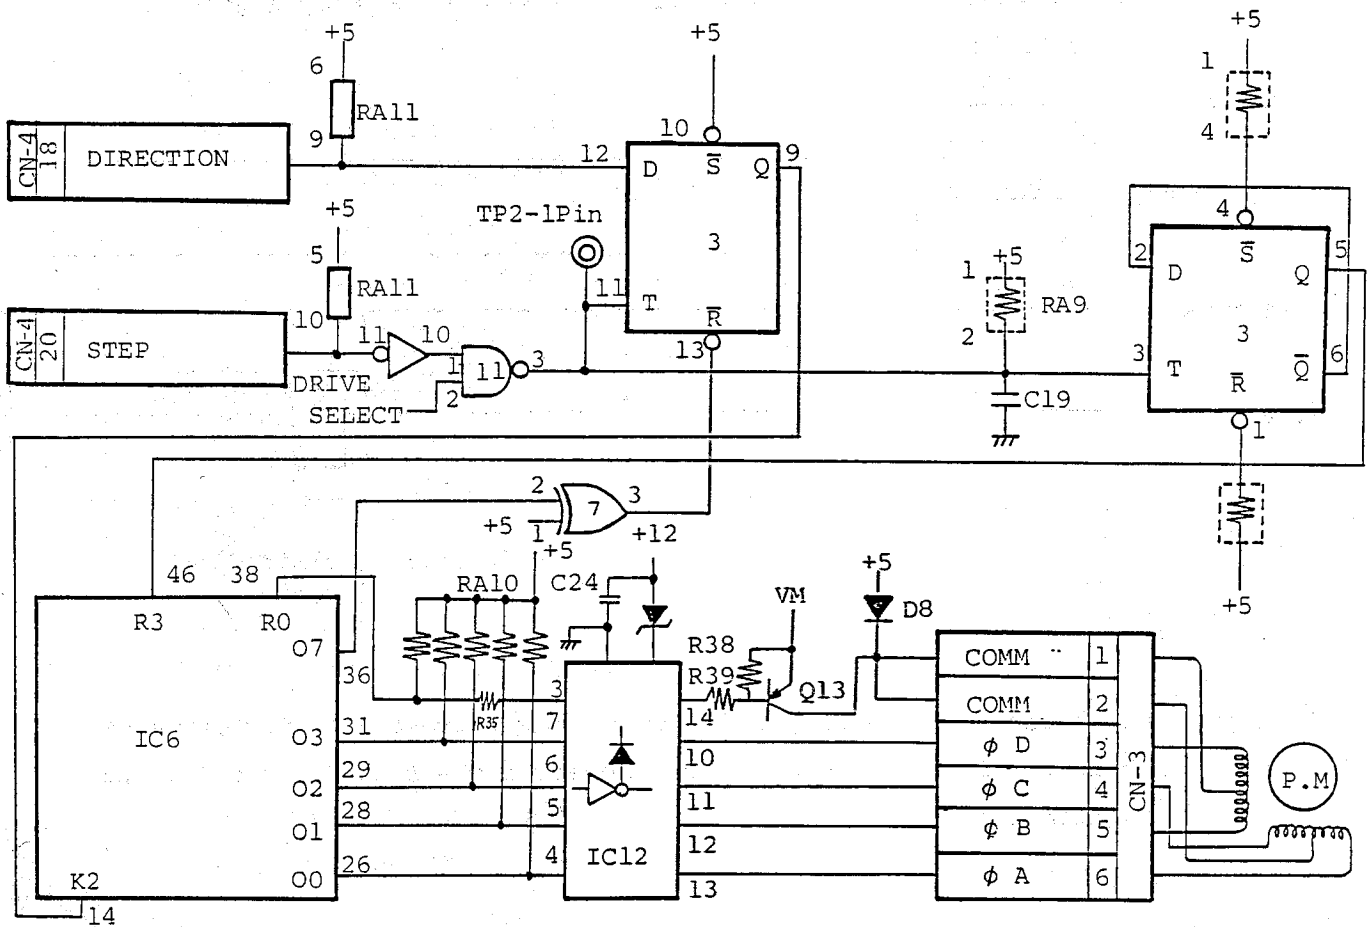 +5
+5
+5
6
RA11
9
CN-4
18
DIRECTION
10
12
D
S̅
Q
9
1
4
+5
5
RA11
10
TP2-1Pin
3
11
T
R̅
13
4
2
D
S̅
Q
5
3
3
T
R̅
Q̅
6
1
CN-4
20
STEP
11
10
1
11
3
2
DRIVE
SELECT
1
+5
RA9
2
C19
2
7
3
+5
1
+5
+12
+5
46
38
R3
R0
O7
36
IC6
O3
31
O2
29
O1
28
O0
26
K2
14
RA10
C24
R35
3
7
6
5
4
IC12
14
10
11
12
13
R38
R39
VM
Q13
+5
D8
COMM
1
COMM
2
φ D
3
φ C
4
φ B
5
φ A
6
CN-3
P.M